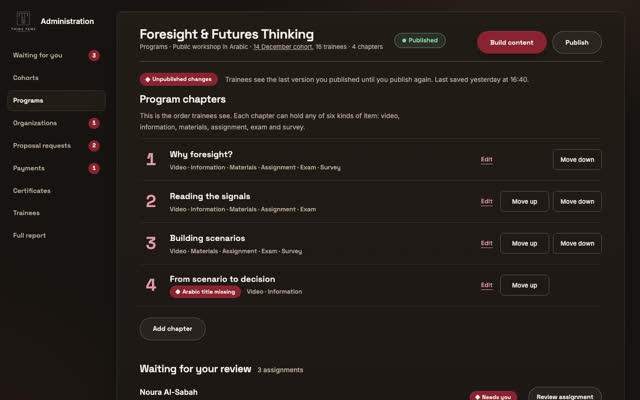 THINK FENS
Administration
Waiting for you 3
Cohorts
Programs
Organizations 1
Proposal requests 2
Payments 1
Certificates
Trainees
Full report
Foresight & Futures Thinking
Programs · Public workshop in Arabic · 14 December cohort, 16 trainees · 4 chapters
Published
Build content
Publish
Unpublished changes
Trainees see the last version you published until you publish again. Last saved yesterday at 16:40.
Program chapters
This is the order trainees see. Each chapter can hold any of six kinds of item: video,
information, materials, assignment, exam and survey.
1
Why foresight?
Video · Information · Materials · Assignment · Exam · Survey
Edit
Move down
2
Reading the signals
Video · Information · Materials · Assignment · Exam
Edit
Move up
Move down
3
Building scenarios
Video · Materials · Assignment · Exam · Survey
Edit
Move up
Move down
4
From scenario to decision
Arabic title missing
Video · Information
Edit
Move up
Add chapter
Waiting for your review 3 assignments
Noura Al-Sabah
Needs you
Review assignment